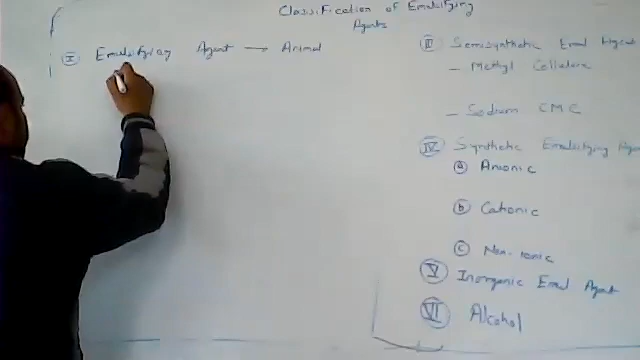 Classification of Emulsifying
Agents
I Emulsifying Agent → Animal
III Semisynthetic Emul Agent
- Methyl Cellulose
- Sodium CMC
IV Synthetic Emulsifying Agen
a Anionic
b Cationic
c Non-ionic
V Inorganic Emul Agent
VI Alcohol